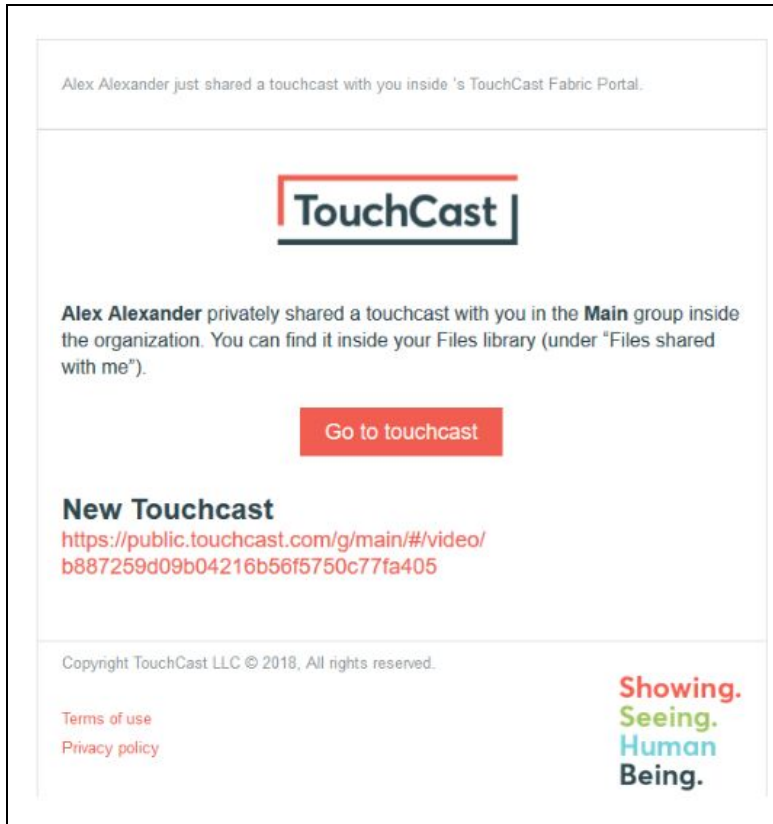 Alex Alexander just shared a touchcast with you inside 's TouchCast Fabric Portal.
TouchCast
Alex Alexander privately shared a touchcast with you in the Main group inside
the organization. You can find it inside your Files library (under “Files shared
with me”).
Go to touchcast
New Touchcast
https://public.touchcast.com/g/main/#/video/
b887259d09b04216b56f5750c77fa405
Copyright TouchCast LLC © 2018, All rights reserved.
Terms of use
Privacy policy
Showing.
Seeing.
Human
Being.